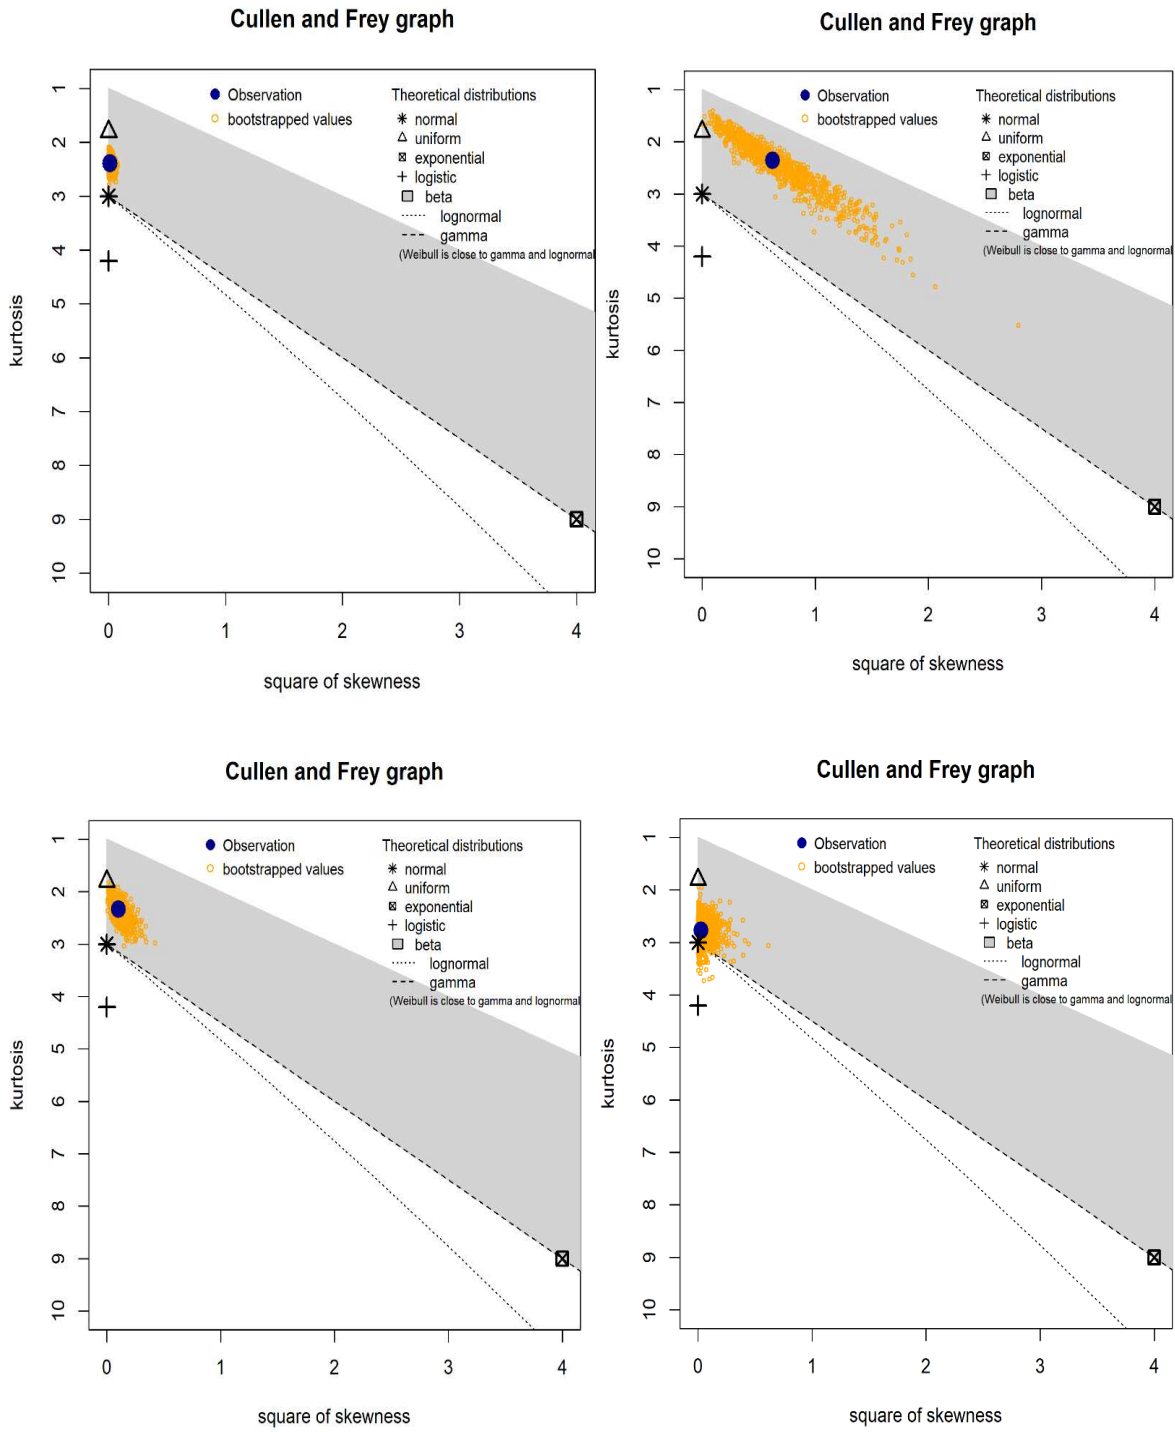 Cullen and Frey graph
Observation
bootstrapped values
Theoretical distributions
normal
uniform
exponential
logistic
beta
lognormal
gamma
(Weibull is close to gamma and lognormal
kurtosis
1
2
3
4
5
6
7
8
9
10
0 1 2 3 4
square of skewness
Cullen and Frey graph
Observation
bootstrapped values
Theoretical distributions
normal
uniform
exponential
logistic
beta
lognormal
gamma
(Weibull is close to gamma and lognormal
kurtosis
1
2
3
4
5
6
7
8
9
10
0 1 2 3 4
square of skewness
Cullen and Frey graph
Observation
bootstrapped values
Theoretical distributions
normal
uniform
exponential
logistic
beta
lognormal
gamma
(Weibull is close to gamma and lognormal
kurtosis
1
2
3
4
5
6
7
8
9
10
0 1 2 3 4
square of skewness
Cullen and Frey graph
Observation
bootstrapped values
Theoretical distributions
normal
uniform
exponential
logistic
beta
lognormal
gamma
(Weibull is close to gamma and lognormal
kurtosis
1
2
3
4
5
6
7
8
9
10
0 1 2 3 4
square of skewness